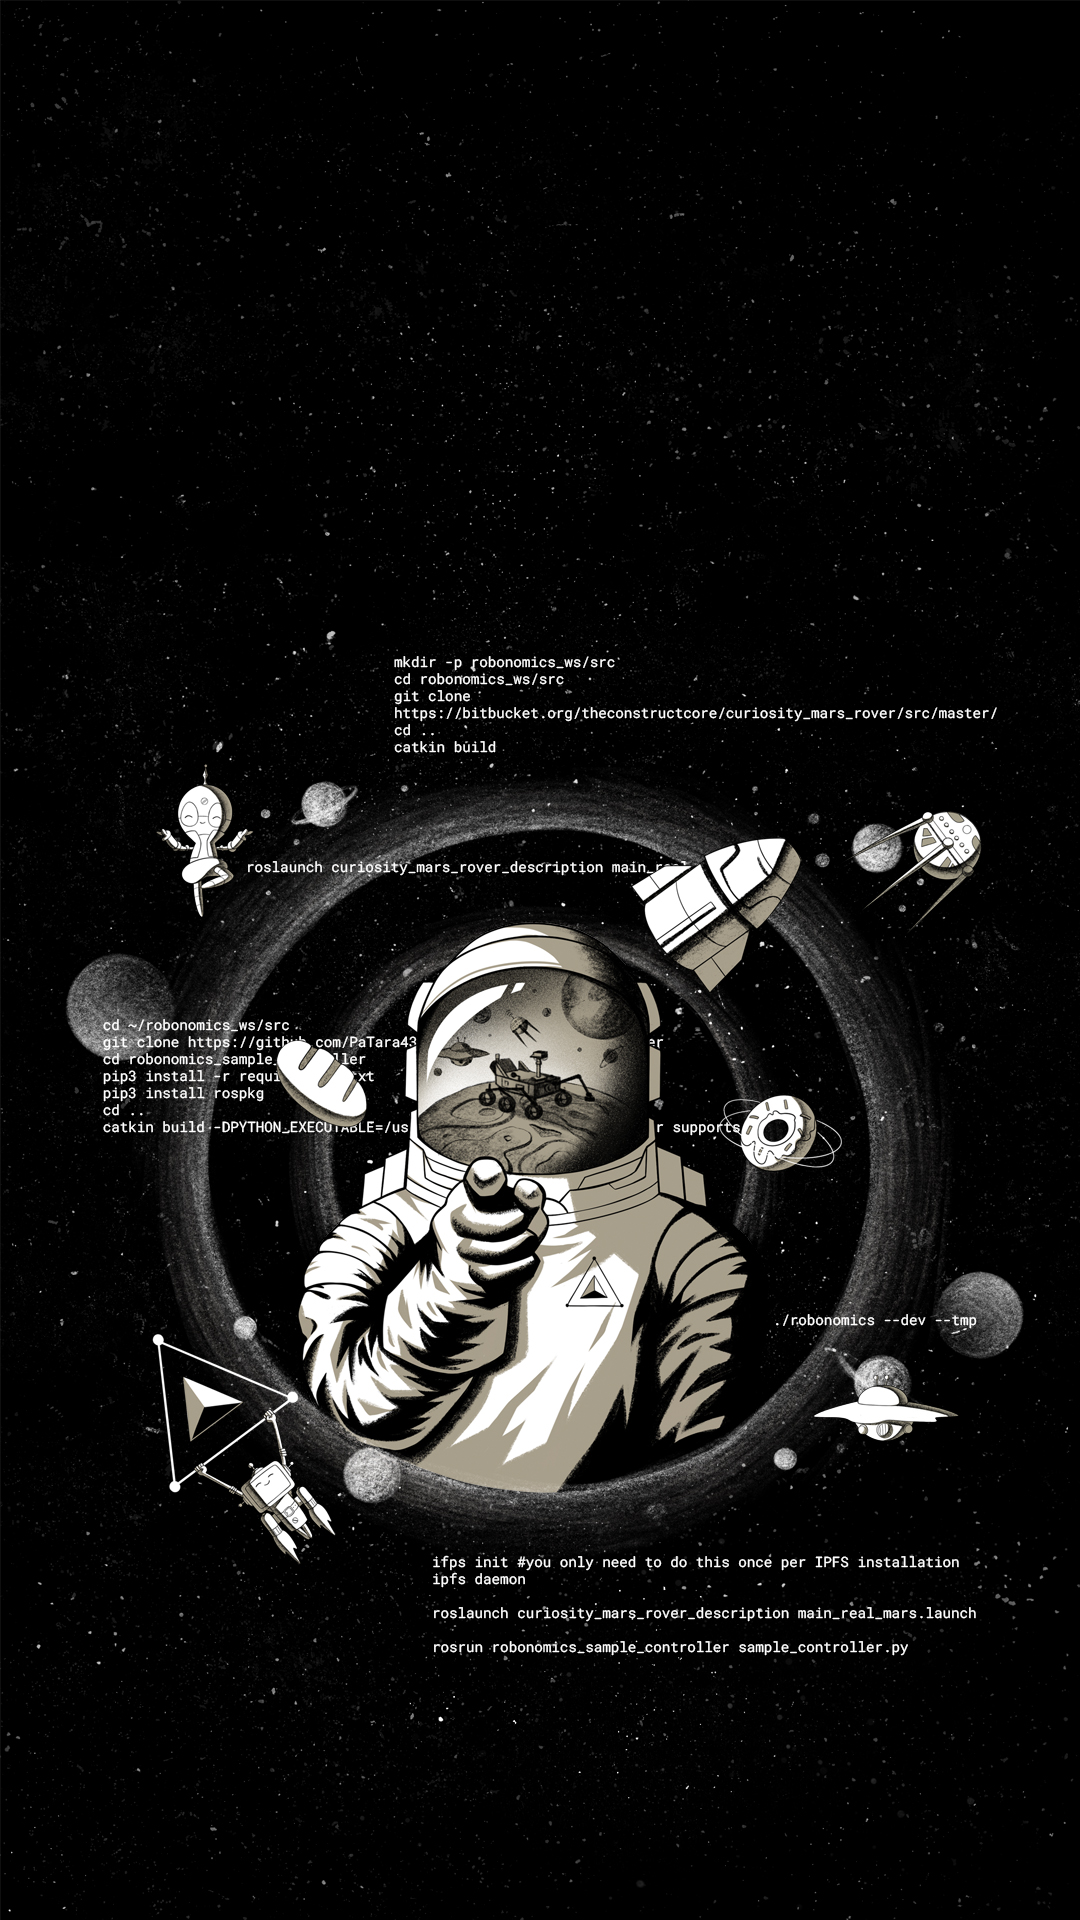 mkdir -p robonomics_ws/src
cd robonomics_ws/src
git clone
https://bitbucket.org/theconstructcore/curiosity_mars_rover/src/master/
cd ..
catkin build
roslaunch curiosity_mars_rover_description
cd ~/robonomics_ws/src
git clone
cd
pip3 install -r
pip3 install rospkg
cd ..
catkin build supports
./robonomics --dev --tmp
ifps init #you only need to do this once per IPFS installation
ipfs daemon
roslaunch curiosity_mars_rover_description main_real_mars.launch
rosrun robonomics_sample_controller sample_controller.py